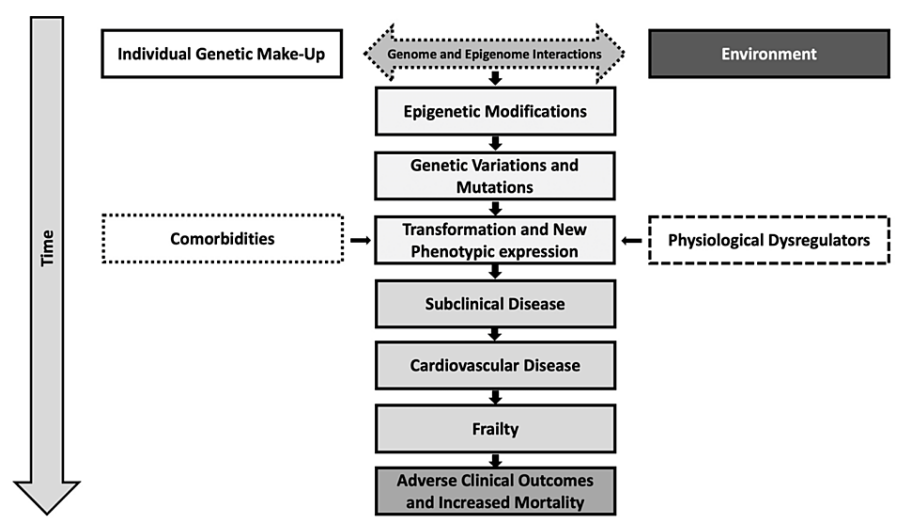 Individual Genetic Make-Up
Genome and Epigenome Interactions
Environment
Epigenetic Modifications
Genetic Variations and
Mutations
Comorbidities
Transformation and New
Phenotypic expression
Physiological Dysregulators
Time
Subclinical Disease
Cardiovascular Disease
Frailty
Adverse Clinical Outcomes
and Increased Mortality